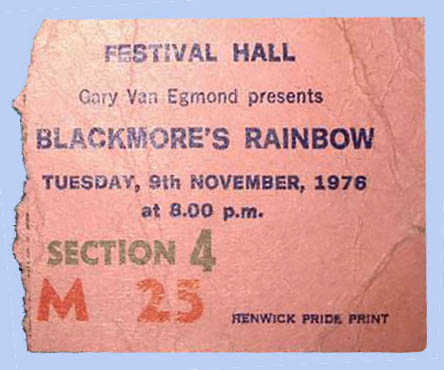 FESTIVAL HALL
Gary Van Egmond presents
BLACKMORE'S RAINBOW
TUESDAY, 9th NOVEMBER, 1976
at 8.00 p.m.
SECTION 4
M 25
RENWICK PRIDE PRINT